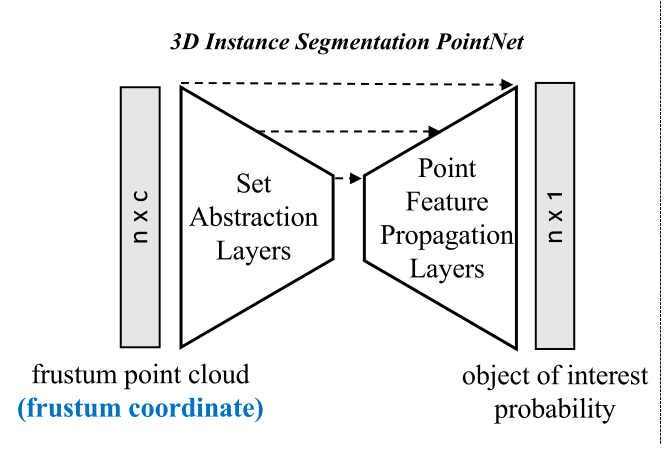 3D Instance Segmentation PointNet
n x c
Set
Abstraction
Layers
Point
Feature
Propagation
Layers
n x 1
frustum point cloud
(frustum coordinate)
object of interest
probability